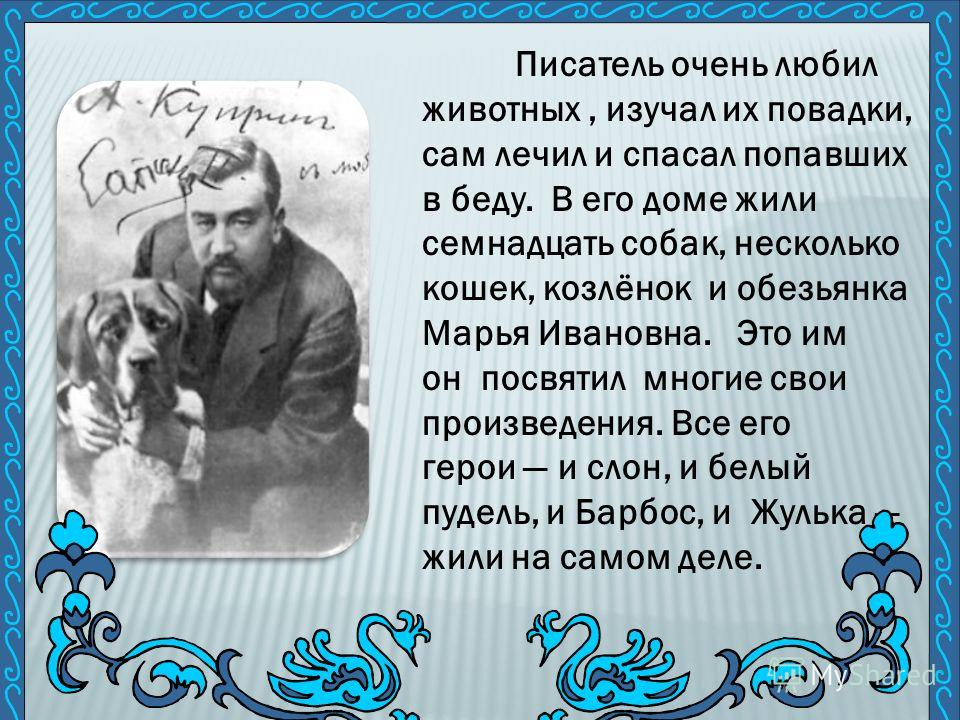 А. Купринъ
Писатель очень любил
животных , изучал их повадки,
сам лечил и спасал попавших
в беду. В его доме жили
семнадцать собак, несколько
кошек, козлёнок и обезьянка
Марья Ивановна. Это им
он посвятил многие свои
произведения. Все его
герои — и слон, и белый
пудель, и Барбос, и Жулька –
жили на самом деле.
MyShared